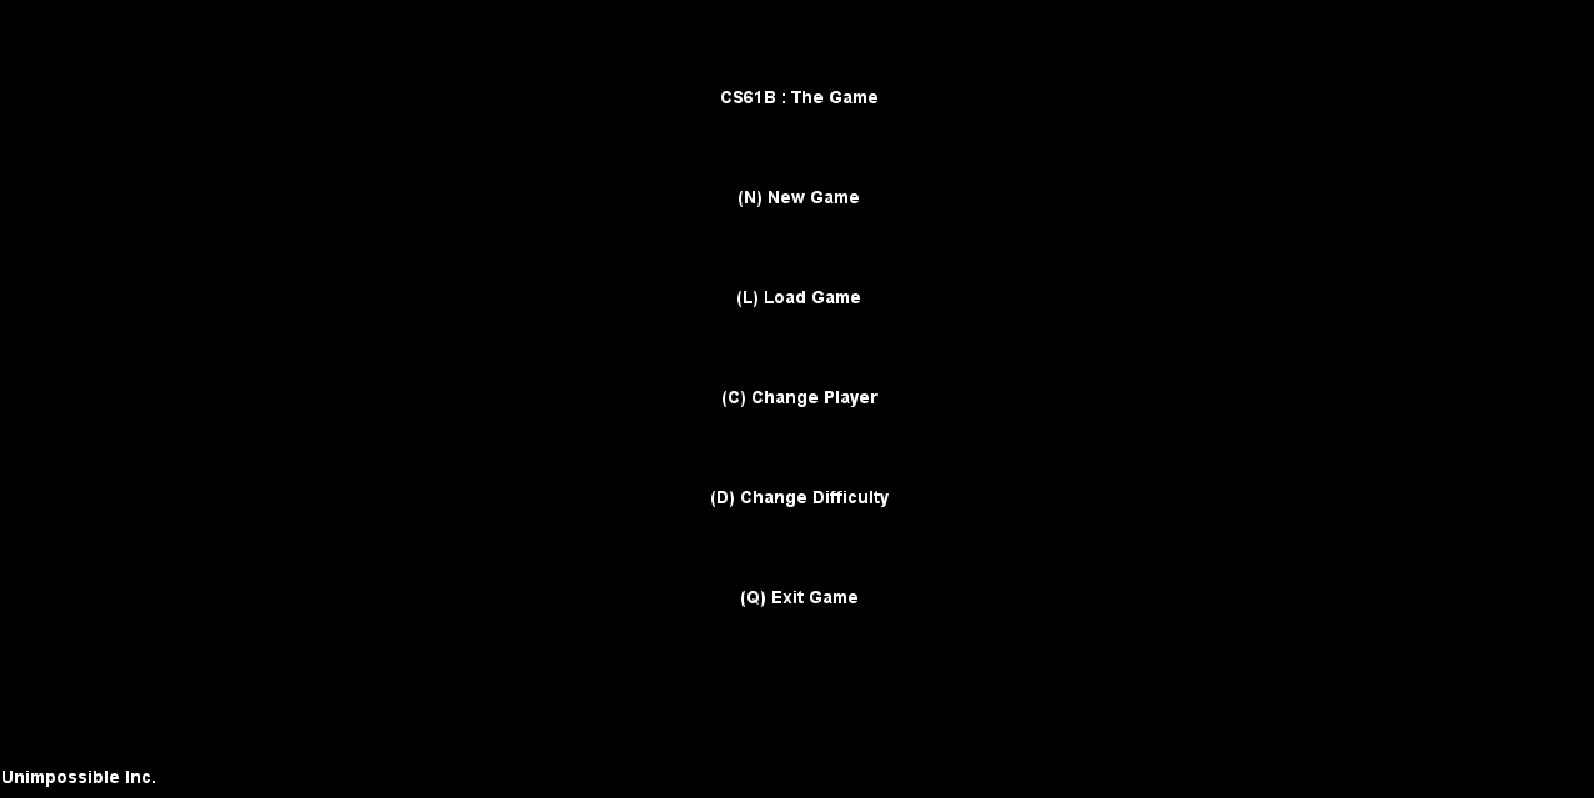 CS61B : The Game
(N) New Game
(L) Load Game
(C) Change Player
(D) Change Difficulty
(Q) Exit Game
Unimpossible Inc.